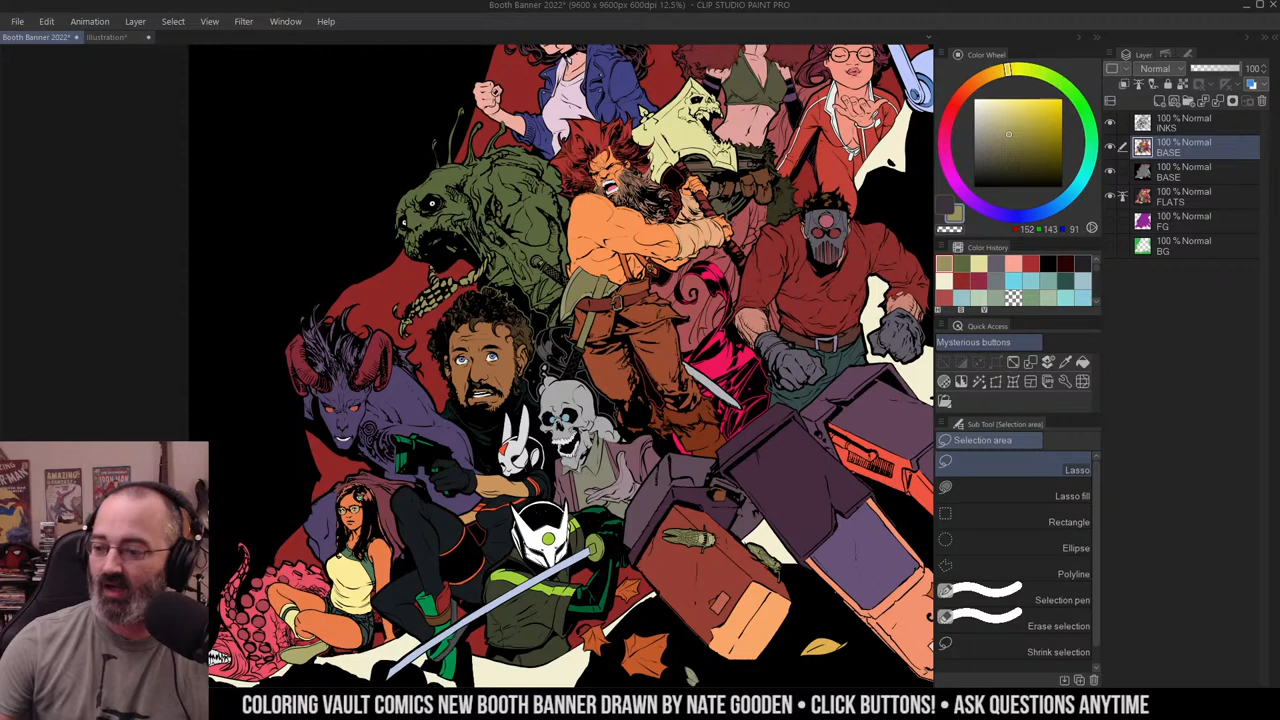 Booth Banner 2022* (9600 x 9600px 600dpi 12.5%) - CLIP STUDIO PAINT PRO
File Edit Animation Layer Select View Filter Window Help
Booth Banner 2022* Illustration*
Color Wheel
152 143 91
Color History
H S V
Quick Access
Mysterious buttons
Sub Tool [Selection area]
Selection area
Lasso
Lasso fill
Rectangle
Ellipse
Polyline
Selection pen
Erase selection
Shrink selection
Layer
Normal 100
100 % Normal
INKS
100 % Normal
BASE
100 % Normal
BASE
100 % Normal
FLATS
100 % Normal
FG
100 % Normal
BG
COLORING VAULT COMICS NEW BOOTH BANNER DRAWN BY NATE GOODEN • CLICK BUTTONS! • ASK QUESTIONS ANYTIME